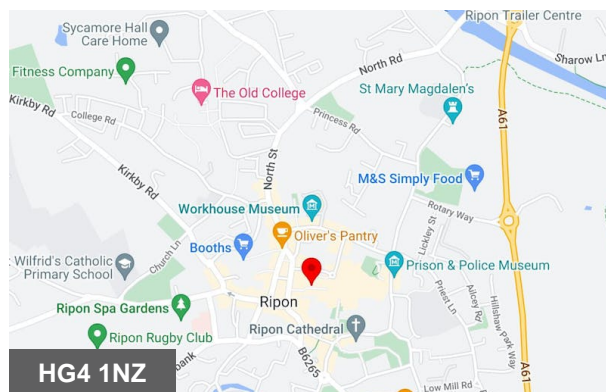 Ripon Trailer Centre
Sycamore Hall
Care Home
North Rd
Sharow Ln
Fitness Company
The Old College
St Mary Magdalen's
A61
Kirkby Rd
College Rd
Princess Rd
Kirkby Rd
North St
M&S Simply Food
Workhouse Museum
Rotary Way
Oliver's Pantry
Lickley St
Booths
Church Ln
Wilfrid's Catholic
Primary School
Prison & Police Museum
Priest Ln
Ailcey Rd
Hillshaw Park Way
Ripon
Ripon Spa Gardens
Ripon Cathedral
Ripon Rugby Club
bank
B6265
A61
Low Mill Rd
HG4 1NZ